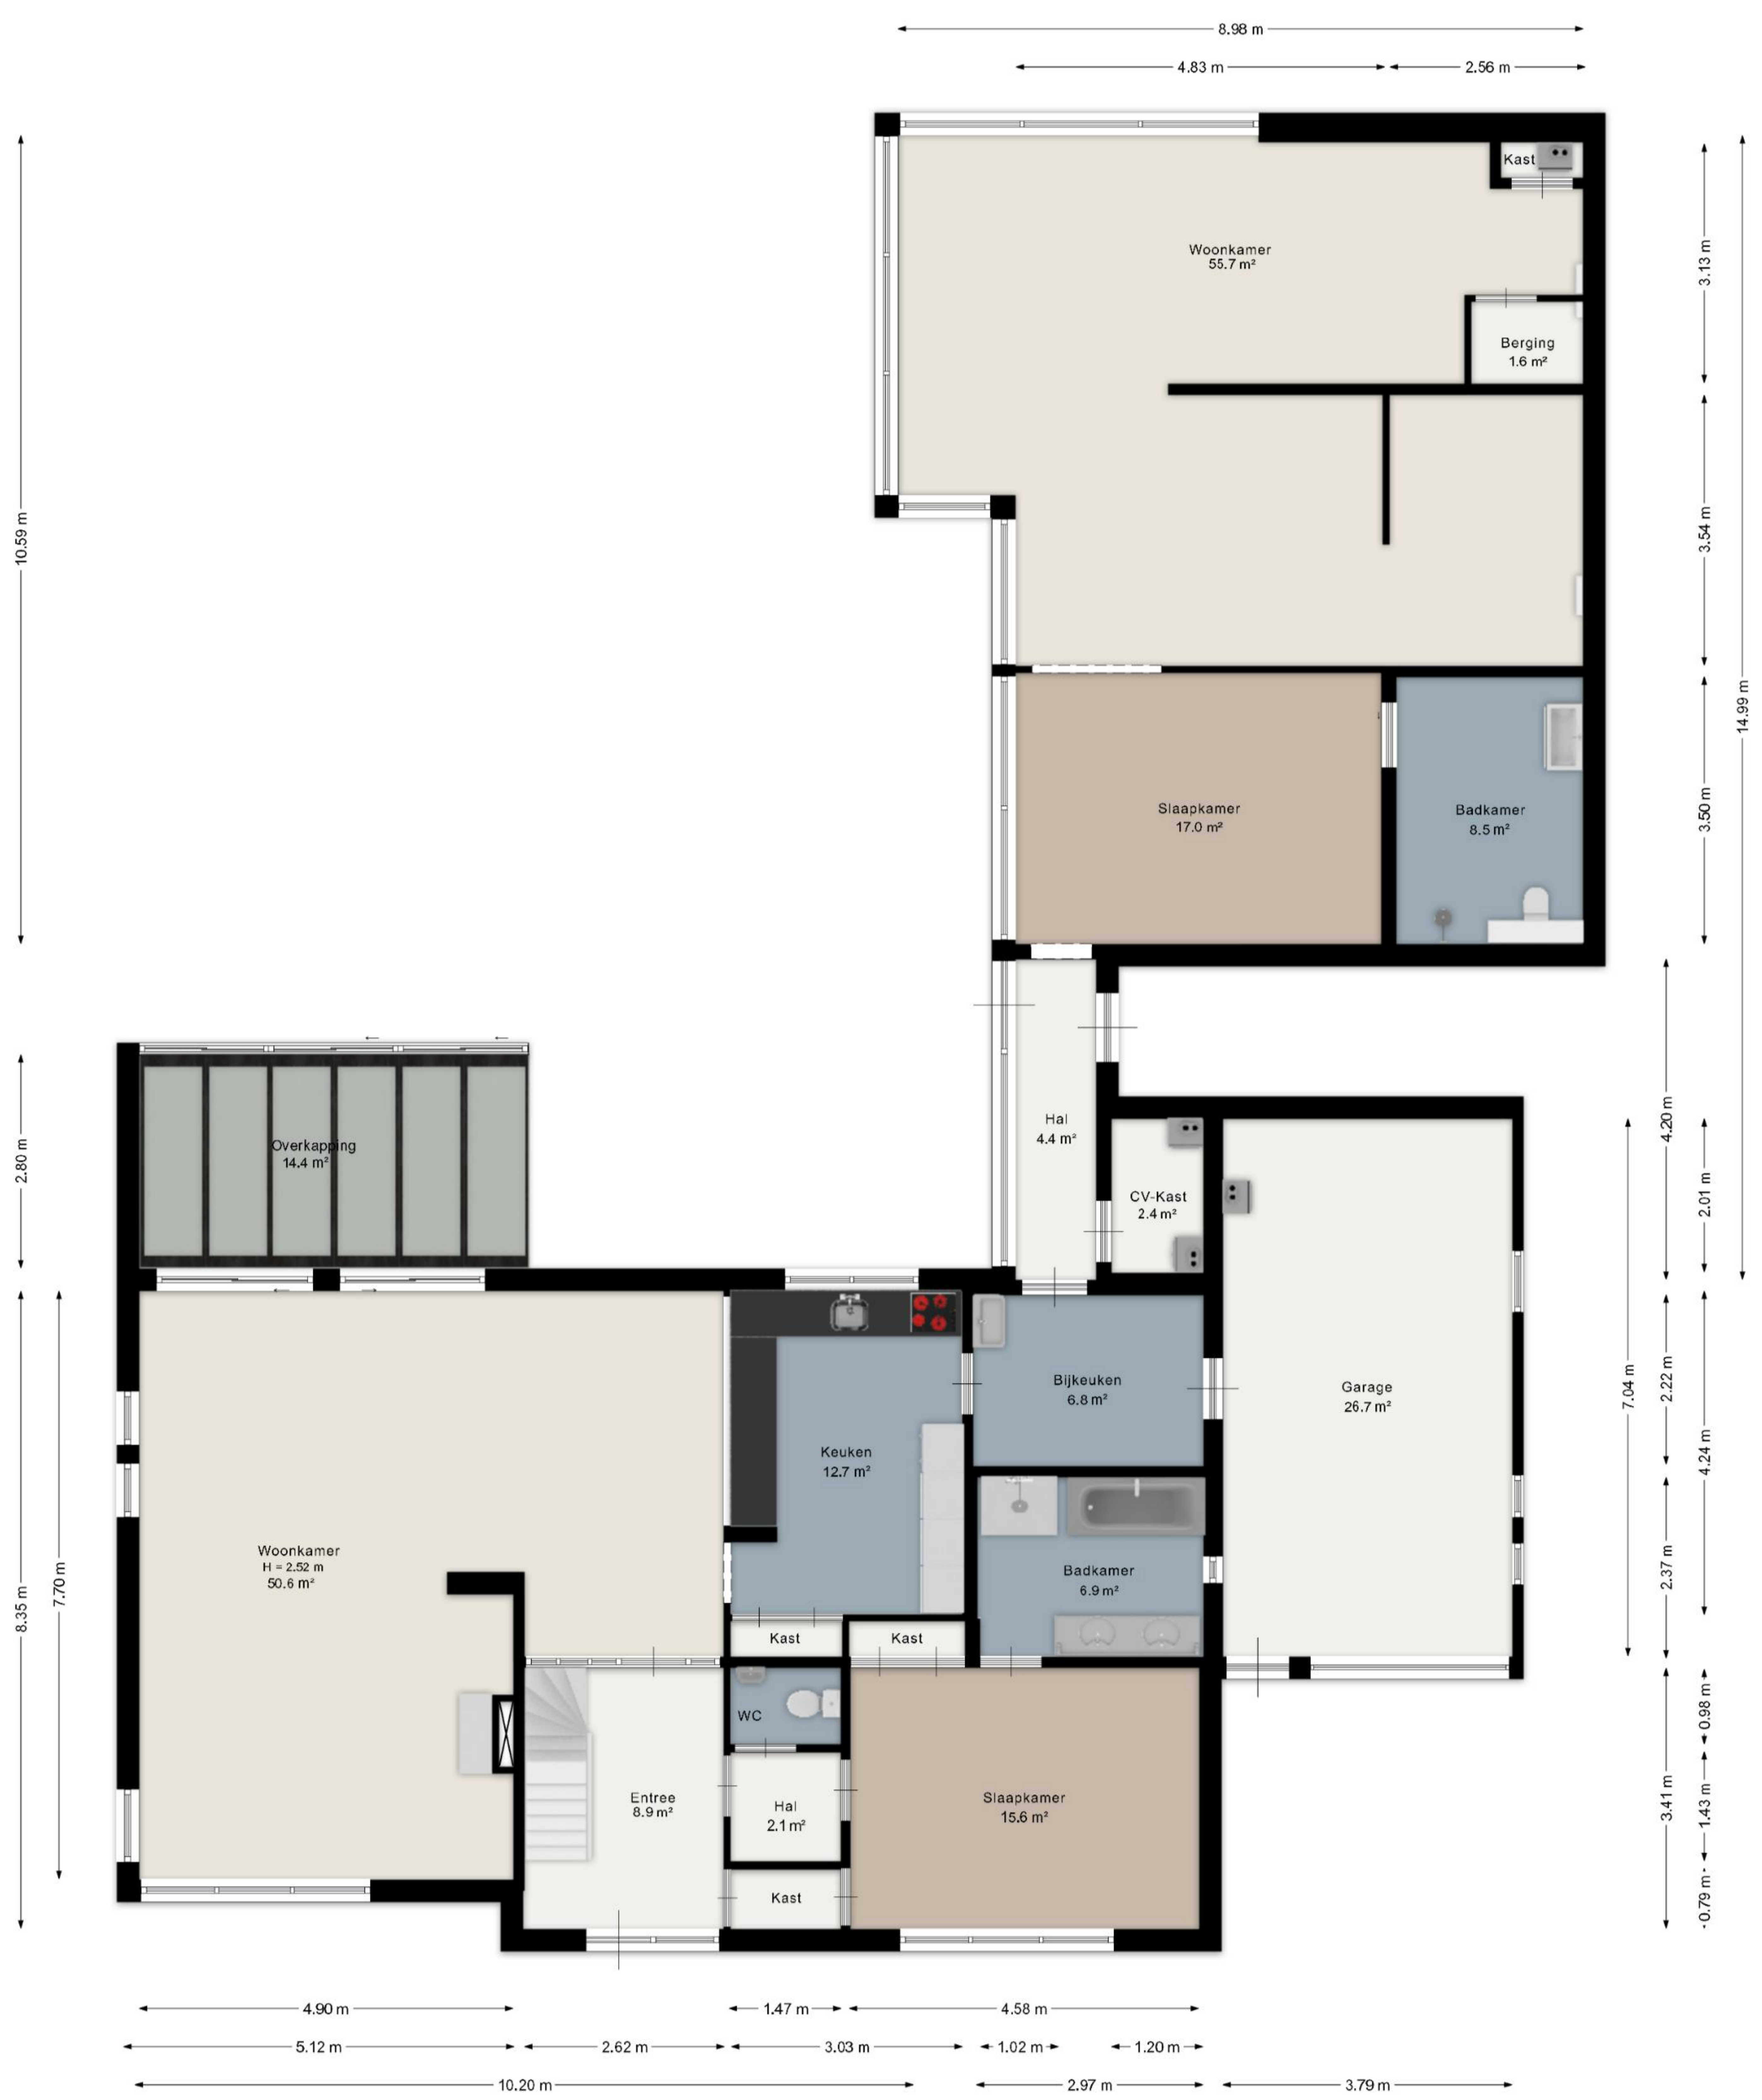 8.98 m
4.83 m
2.56 m
Kast
Woonkamer
55.7 m²
3.13 m
Berging
1.6 m²
10.59 m
3.54 m
14.99 m
Slaapkamer
17.0 m²
Badkamer
8.5 m²
3.50 m
Overkapping
14.4 m²
2.80 m
Hal
4.4 m²
CV-Kast
2.4 m²
4.20 m
2.01 m
Bijkeuken
6.8 m²
Garage
26.7 m²
7.04 m
2.22 m
4.24 m
Keuken
12.7 m²
Woonkamer
H = 2.52 m
50.6 m²
8.35 m
7.70 m
Badkamer
6.9 m²
2.37 m
Kast
Kast
WC
0.98 m
Entree
8.9 m²
Hal
2.1 m²
Slaapkamer
15.6 m²
3.41 m
1.43 m
Kast
0.79 m
4.90 m
1.47 m
4.58 m
5.12 m
2.62 m
3.03 m
1.02 m
1.20 m
10.20 m
2.97 m
3.79 m